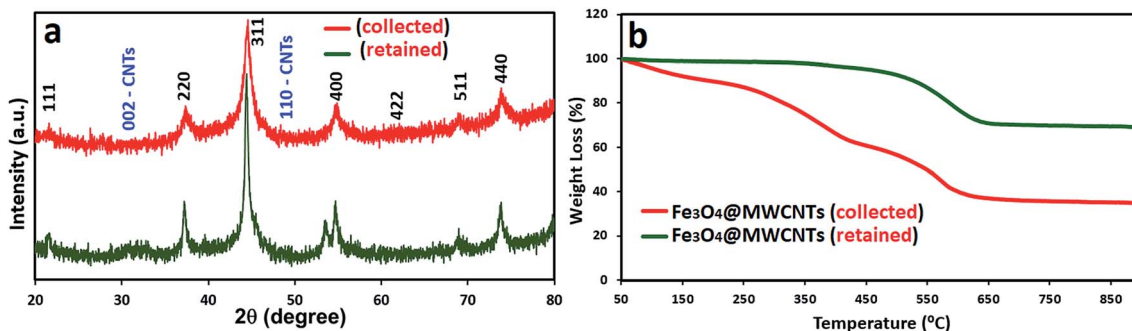 a
(collected)
(retained)
111
002 - CNTs
220
311
110 - CNTs
400
422
511
440
Intensity (a.u.)
20 30 40 50 60 70 80
2θ (degree)
b
120
100
80
60
40
20
0
Weight Loss (%)
Fe₃O₄@MWCNTs (collected)
Fe₃O₄@MWCNTs (retained)
50 150 250 350 450 550 650 750 850
Temperature (⁰C)